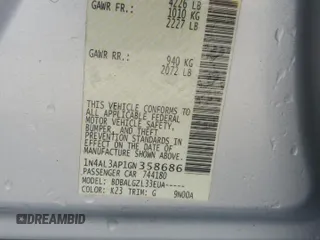 4226 LB
GAWR FR: 1010 KG
2227 LB
GAWR RR: 940 KG
2072 LB
THIS VEHICLE CONFORMS TO
ALL APPLICABLE FEDERAL
MOTOR VEHICLE SAFETY,
BUMPER, AND THEFT
PREVENTION STANDARDS IN
EFFECT ON THE DATE OF
MANUFACTURE SHOWN ABOVE.
1N4AL3AP1GN358686
PASSENGER CAR 744180
MODEL: BDBALGZL33EUA-----
COLOR: K23 TRIM: G 9N00A
DREAMBID